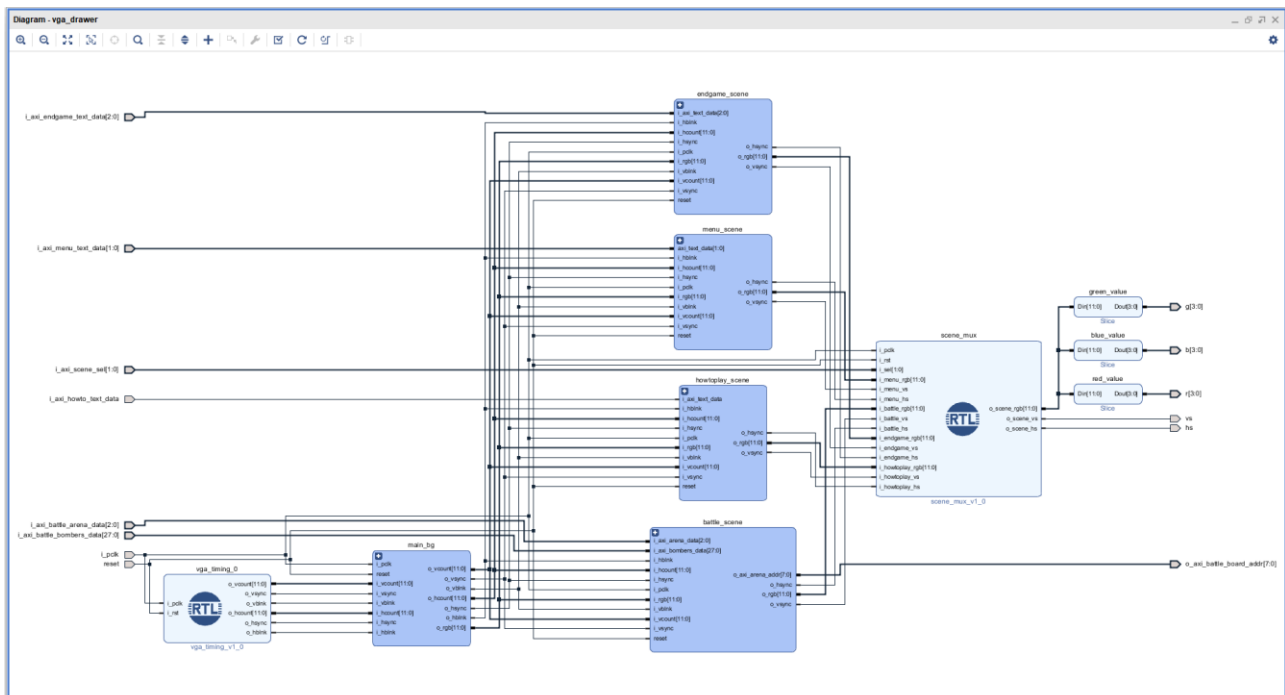 Diagram - vga_drawer
i_axi_endgame_text_data[2:0]
i_axi_menu_text_data[1:0]
i_axi_scene_sel[1:0]
i_axi_howto_text_data
i_axi_battle_arena_data[2:0]
i_axi_battle_bombers_data[27:0]
i_pclk
reset
vga_timing_0
i_pclk
i_rst
o_vcount[11:0]
o_vsync
o_vblnk
o_hcount[11:0]
o_hsync
o_hblnk
RTL
vga_timing_v1_0
main_bg
i_pclk
reset
i_vcount[11:0]
i_vsync
i_vblnk
i_hcount[11:0]
i_hsync
i_hblnk
o_vcount[11:0]
o_vsync
o_vblnk
o_hcount[11:0]
o_hsync
o_hblnk
o_rgb[11:0]
endgame_scene
i_axi_text_data[2:0]
i_hblnk
i_hcount[11:0]
i_hsync
i_pclk
i_rgb[11:0]
i_vblnk
i_vcount[11:0]
i_vsync
reset
o_hsync
o_rgb[11:0]
o_vsync
menu_scene
axi_text_data[1:0]
i_hblnk
i_hcount[11:0]
i_hsync
i_pclk
i_rgb[11:0]
i_vblnk
i_vcount[11:0]
i_vsync
reset
o_hsync
o_rgb[11:0]
o_vsync
howtoplay_scene
i_axi_text_data
i_hblnk
i_hcount[11:0]
i_hsync
i_pclk
i_rgb[11:0]
i_vblnk
i_vcount[11:0]
i_vsync
reset
o_hsync
o_rgb[11:0]
o_vsync
battle_scene
i_axi_arena_data[2:0]
i_axi_bombers_data[27:0]
i_hblnk
i_hcount[11:0]
i_hsync
i_pclk
i_rgb[11:0]
i_vblnk
i_vcount[11:0]
i_vsync
reset
o_axi_arena_addr[7:0]
o_hsync
o_rgb[11:0]
o_vsync
scene_mux
i_pclk
i_rst
i_sel[1:0]
i_menu_rgb[11:0]
i_menu_vs
i_menu_hs
i_battle_rgb[11:0]
i_battle_vs
i_battle_hs
i_endgame_rgb[11:0]
i_endgame_vs
i_endgame_hs
i_howtoplay_rgb[11:0]
i_howtoplay_vs
i_howtoplay_hs
RTL
o_scene_rgb[11:0]
o_scene_vs
o_scene_hs
scene_mux_v1_0
green_value
Din[11:0] Dout[3:0]
Slice
blue_value
Din[11:0] Dout[3:0]
Slice
red_value
Din[11:0] Dout[3:0]
Slice
g[3:0]
b[3:0]
r[3:0]
vs
hs
o_axi_battle_board_addr[7:0]